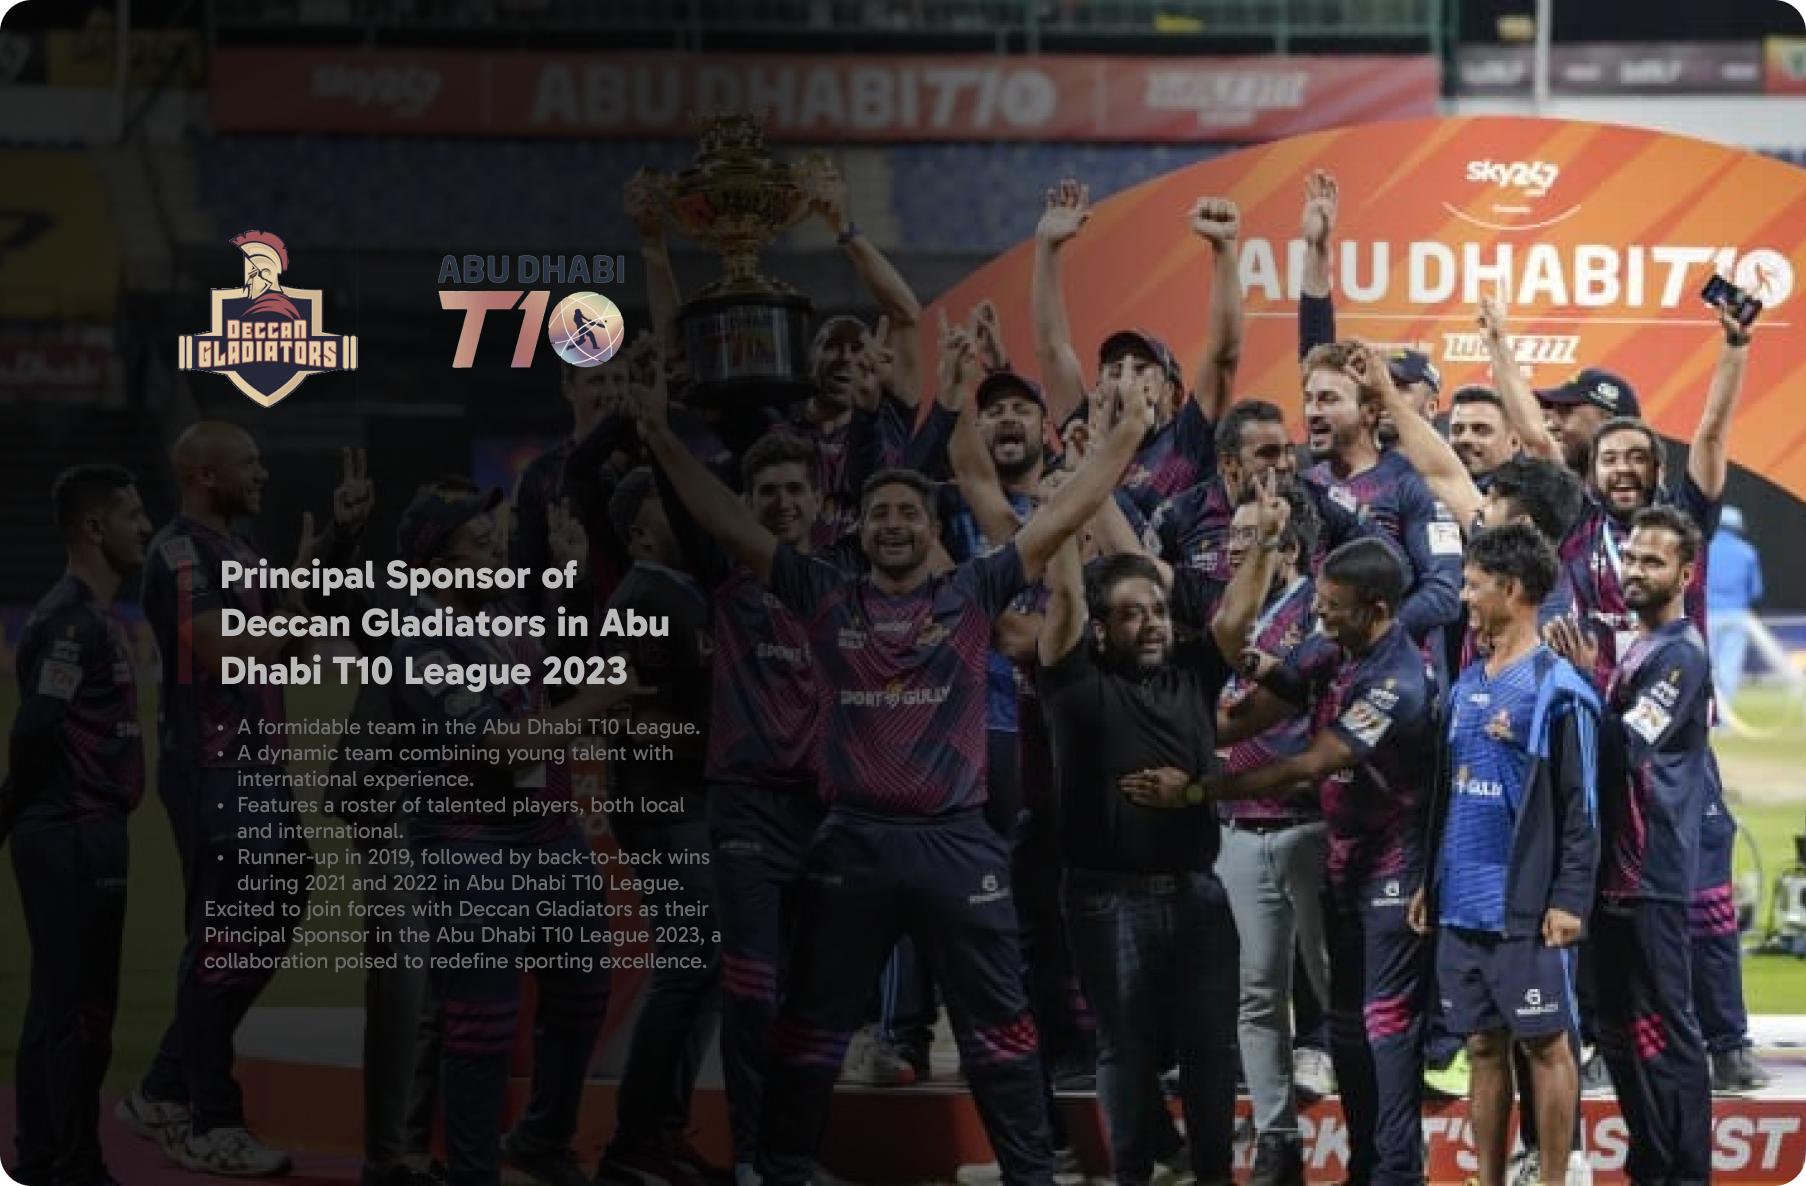 sky247
ABU DHABI T10
sky247
ABU DHABI T10
WOLF777
DECCAN
GLADIATORS
ABU DHABI
T10
Principal Sponsor of
Deccan Gladiators in Abu
Dhabi T10 League 2023
• A formidable team in the Abu Dhabi T10 League.
• A dynamic team combining young talent with
international experience.
• Features a roster of talented players, both local
and international.
• Runner-up in 2019, followed by back-to-back wins
during 2021 and 2022 in Abu Dhabi T10 League.
Excited to join forces with Deccan Gladiators as their
Principal Sponsor in the Abu Dhabi T10 League 2023, a
collaboration poised to redefine sporting excellence.
SPORT GULLY